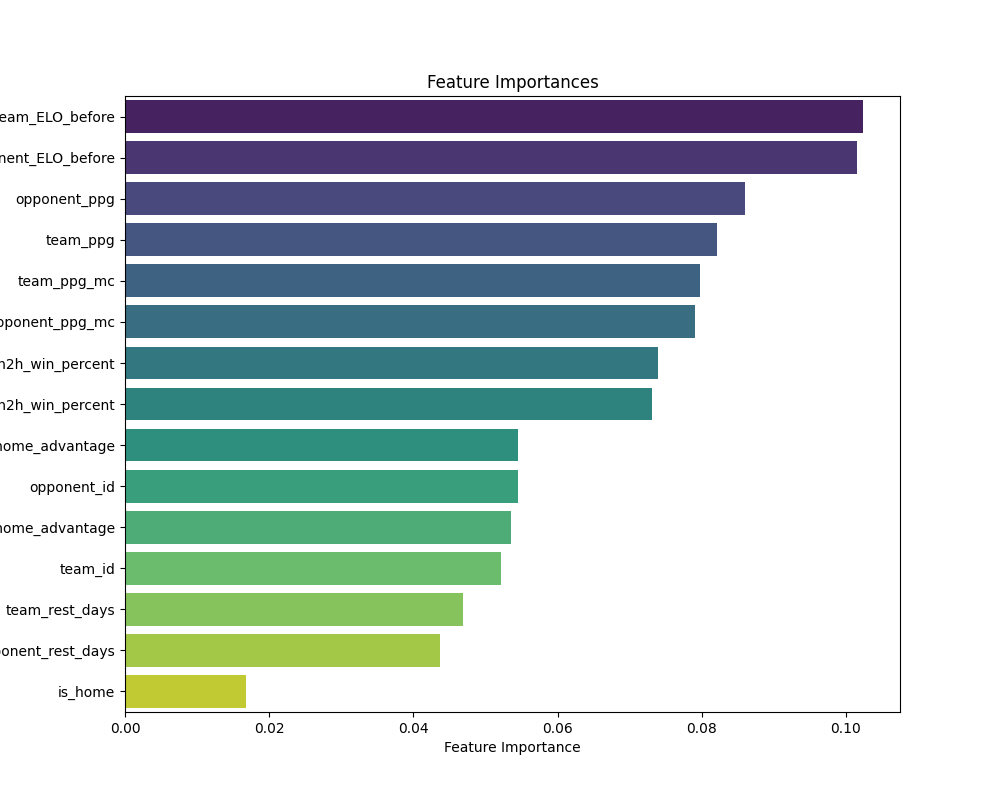 Feature Importances
eam_ELO_before
nent_ELO_before
opponent_ppg
team_ppg
team_ppg_mc
pponent_ppg_mc
h2h_win_percent
h2h_win_percent
home_advantage
opponent_id
home_advantage
team_id
team_rest_days
onent_rest_days
is_home
0.00 0.02 0.04 0.06 0.08 0.10
Feature Importance